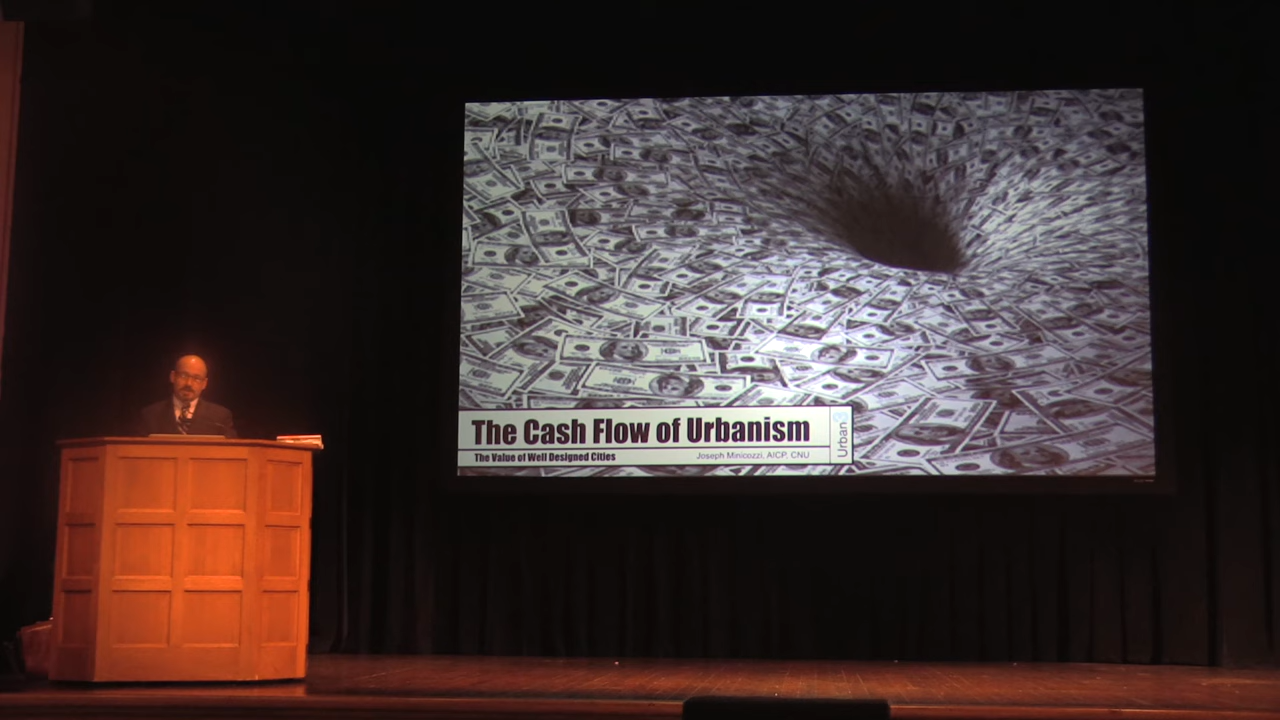 The Cash Flow of Urbanism
The Value of Well Designed Cities
Joseph Minicozzi, AICP, CNU
Urban3